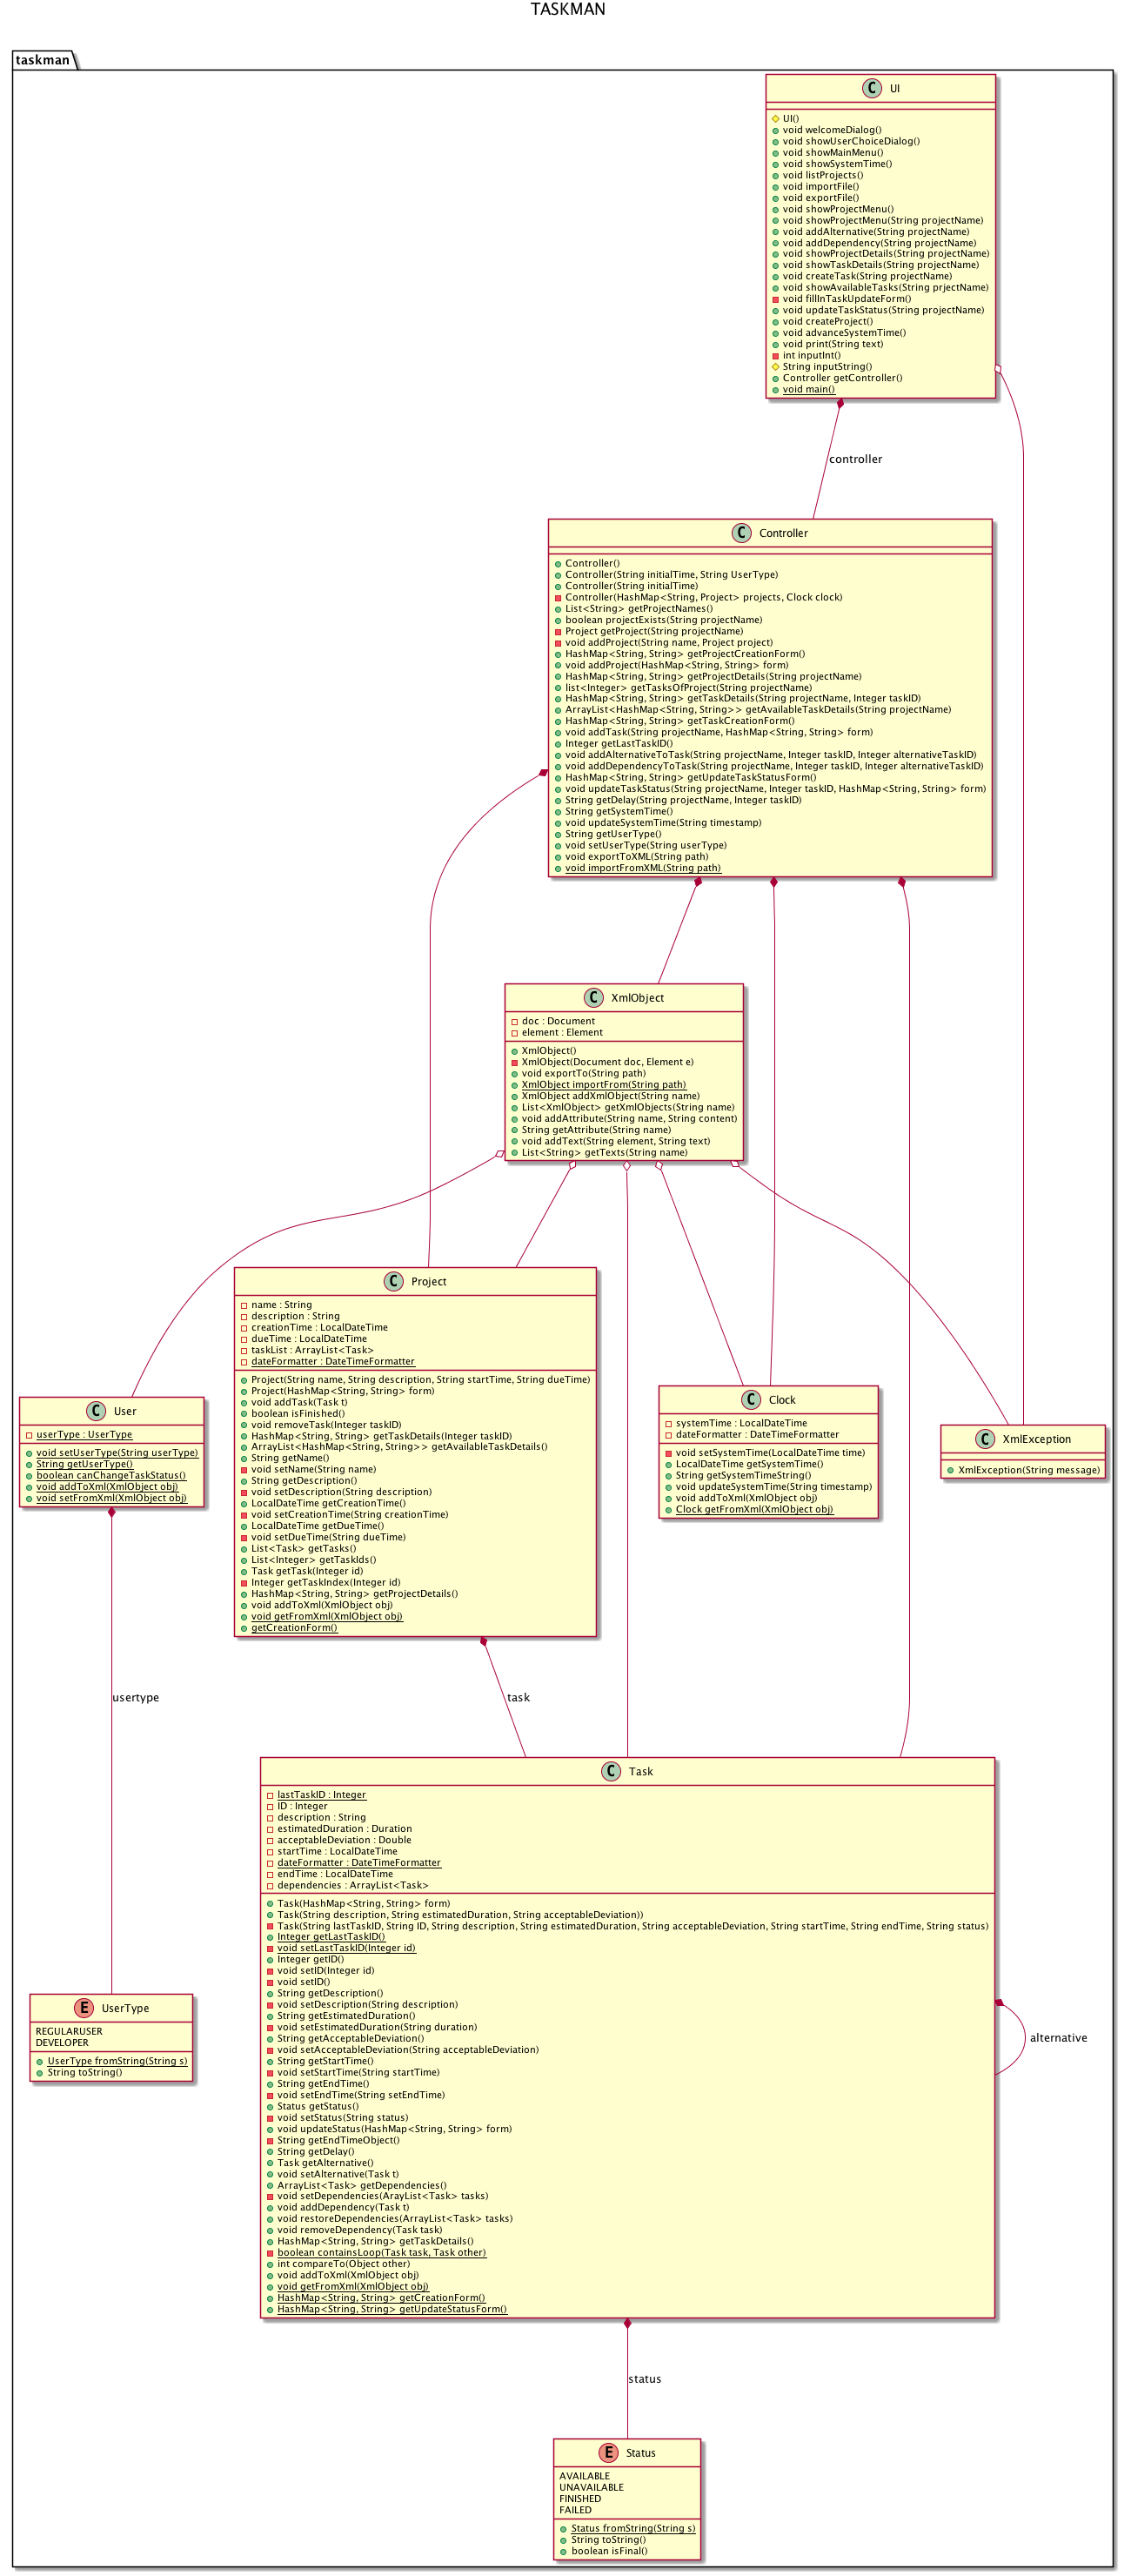 TASKMAN
taskman
C UI
UI()
void welcomeDialog()
void showUserChoiceDialog()
void showMainMenu()
void showSystemTime()
void listProjects()
void importFile()
void exportFile()
void showProjectMenu()
void showProjectMenu(String projectName)
void addAlternative(String projectName)
void addDependency(String projectName)
void showProjectDetails(String projectName)
void showTaskDetails(String projectName)
void createTask(String projectName)
void showAvailableTasks(String prjectName)
void fillInTaskUpdateForm()
void updateTaskStatus(String projectName)
void createProject()
void advanceSystemTime()
void print(String text)
int inputInt()
String inputString()
Controller getController()
void main()
controller
C Controller
Controller()
Controller(String initialTime, String UserType)
Controller(String initialTime)
Controller(HashMap<String, Project> projects, Clock clock)
List<String> getProjectNames()
boolean projectExists(String projectName)
Project getProject(String projectName)
void addProject(String name, Project project)
HashMap<String, String> getProjectCreationForm()
void addProject(HashMap<String, String> form)
HashMap<String, String> getProjectDetails(String projectName)
list<Integer> getTasksOfProject(String projectName)
HashMap<String, String> getTaskDetails(String projectName, Integer taskID)
ArrayList<HashMap<String, String>> getAvailableTaskDetails(String projectName)
HashMap<String, String> getTaskCreationForm()
void addTask(String projectName, HashMap<String, String> form)
Integer getLastTaskID()
void addAlternativeToTask(String projectName, Integer taskID, Integer alternativeTaskID)
void addDependencyToTask(String projectName, Integer taskID, Integer alternativeTaskID)
HashMap<String, String> getUpdateTaskStatusForm()
void updateTaskStatus(String projectName, Integer taskID, HashMap<String, String> form)
String getDelay(String projectName, Integer taskID)
String getSystemTime()
void updateSystemTime(String timestamp)
String getUserType()
void setUserType(String userType)
void exportToXML(String path)
void importFromXML(String path)
C XmlObject
doc : Document
element : Element
XmlObject()
XmlObject(Document doc, Element e)
void exportTo(String path)
XmlObject importFrom(String path)
XmlObject addXmlObject(String name)
List<XmlObject> getXmlObjects(String name)
void addAttribute(String name, String content)
String getAttribute(String name)
void addText(String element, String text)
List<String> getTexts(String name)
C Project
name : String
description : String
creationTime : LocalDateTime
dueTime : LocalDateTime
taskList : ArrayList<Task>
dateFormatter : DateTimeFormatter
Project(String name, String description, String startTime, String dueTime)
Project(HashMap<String, String> form)
void addTask(Task t)
boolean isFinished()
void removeTask(Integer taskID)
HashMap<String, String> getTaskDetails(Integer taskID)
ArrayList<HashMap<String, String>> getAvailableTaskDetails()
String getName()
void setName(String name)
String getDescription()
void setDescription(String description)
LocalDateTime getCreationTime()
void setCreationTime(String creationTime)
LocalDateTime getDueTime()
void setDueTime(String dueTime)
List<Task> getTasks()
List<Integer> getTaskIds()
Task getTask(Integer id)
Integer getTaskIndex(Integer id)
HashMap<String, String> getProjectDetails()
void addToXml(XmlObject obj)
void getFromXml(XmlObject obj)
getCreationForm()
C User
userType : UserType
void setUserType(String userType)
String getUserType()
boolean canChangeTaskStatus()
void addToXml(XmlObject obj)
void setFromXml(XmlObject obj)
C Clock
systemTime : LocalDateTime
dateFormatter : DateTimeFormatter
void setSystemTime(LocalDateTime time)
LocalDateTime getSystemTime()
String getSystemTimeString()
void updateSystemTime(String timestamp)
void addToXml(XmlObject obj)
Clock getFromXml(XmlObject obj)
C XmlException
XmlException(String message)
usertype
task
C Task
lastTaskID : Integer
ID : Integer
description : String
estimatedDuration : Duration
acceptableDeviation : Double
startTime : LocalDateTime
dateFormatter : DateTimeFormatter
endTime : LocalDateTime
dependencies : ArrayList<Task>
Task(HashMap<String, String> form)
Task(String description, String estimatedDuration, String acceptableDeviation))
Task(String lastTaskID, String ID, String description, String estimatedDuration, String acceptableDeviation, String startTime, String endTime, String status)
Integer getLastTaskID()
void setLastTaskID(Integer id)
Integer getID()
void setID(Integer id)
void setID()
String getDescription()
void setDescription(String description)
String getEstimatedDuration()
void setEstimatedDuration(String duration)
String getAcceptableDeviation()
void setAcceptableDeviation(String acceptableDeviation)
String getStartTime()
void setStartTime(String startTime)
String getEndTime()
void setEndTime(String setEndTime)
Status getStatus()
void setStatus(String status)
void updateStatus(HashMap<String, String> form)
String getEndTimeObject()
String getDelay()
Task getAlternative()
void setAlternative(Task t)
ArrayList<Task> getDependencies()
void setDependencies(ArayList<Task> tasks)
void addDependency(Task t)
void restoreDependencies(ArrayList<Task> tasks)
void removeDependency(Task task)
HashMap<String, String> getTaskDetails()
boolean containsLoop(Task task, Task other)
int compareTo(Object other)
void addToXml(XmlObject obj)
void getFromXml(XmlObject obj)
HashMap<String, String> getCreationForm()
HashMap<String, String> getUpdateStatusForm()
alternative
E UserType
REGULARUSER
DEVELOPER
UserType fromString(String s)
String toString()
status
E Status
AVAILABLE
UNAVAILABLE
FINISHED
FAILED
Status fromString(String s)
String toString()
boolean isFinal()